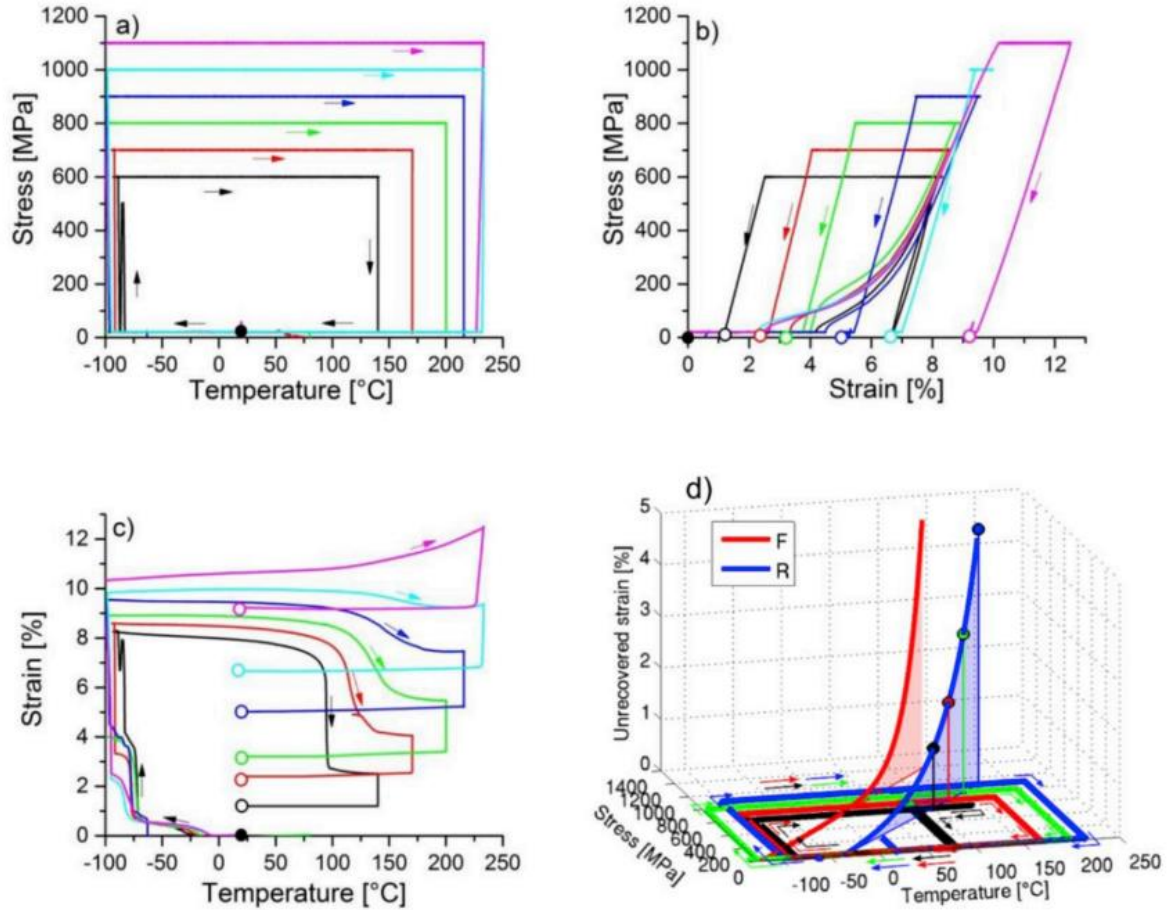 a)
1200
1000
800
600
400
200
0
Stress [MPa]
-100 -50 0 50 100 150 200 250
Temperature [°C]
b)
1200
1000
800
600
400
200
0
Stress [MPa]
0 2 4 6 8 10 12
Strain [%]
c)
12
10
8
6
4
2
0
Strain [%]
-100 -50 0 50 100 150 200 250
Temperature [°C]
d)
F
R
5
4
3
2
1
0
Unrecovered strain [%]
1400
1200
1000
800
600
400
200
0
Stress [MPa]
-100 -50 0 50 100 150 200 250
Temperature [°C]